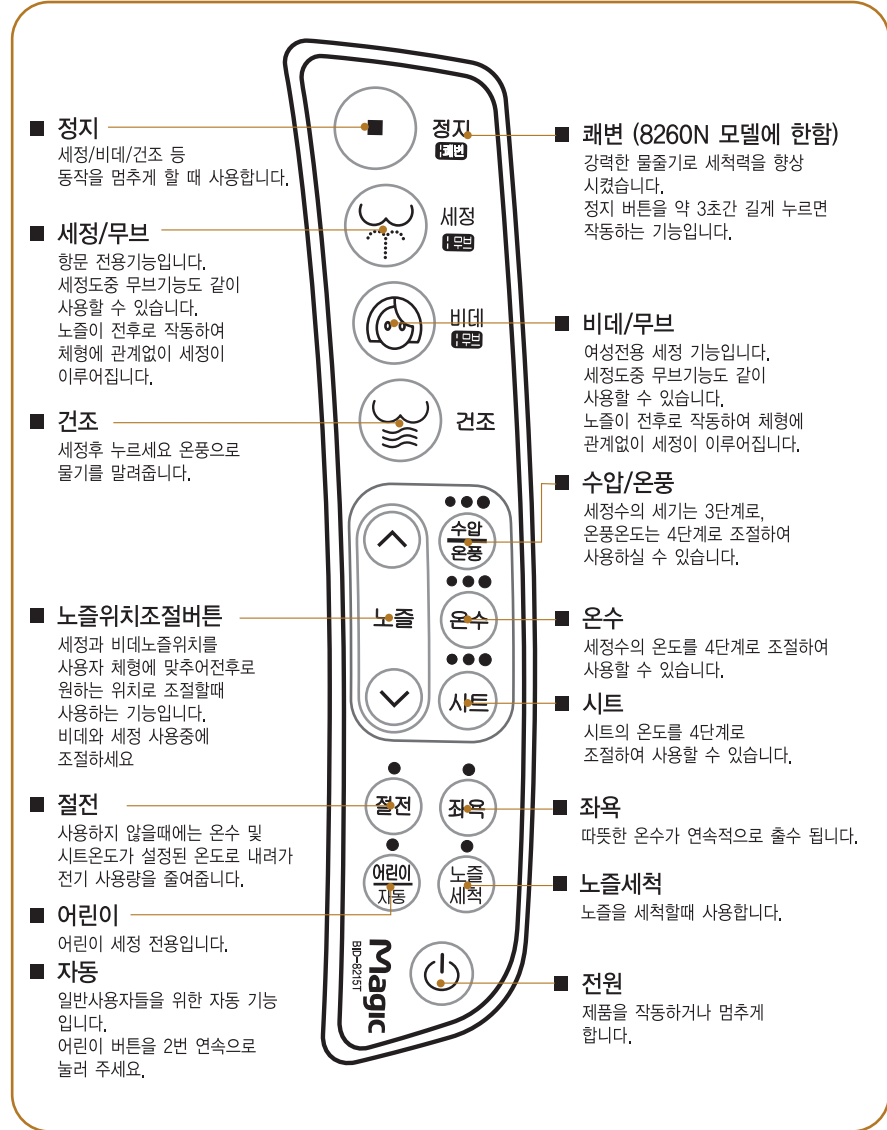 ■ 정지
세정/비데/건조 등
동작을 멈추게 할 때 사용합니다.
■ 세정/무브
항문 전용기능입니다.
세정도중 무브기능도 같이
사용할 수 있습니다.
노즐이 전후로 작동하여
체형에 관계없이 세정이
이루어집니다.
■ 건조
세정후 누르세요 온풍으로
물기를 말려줍니다.
■ 노즐위치조절버튼
세정과 비데노즐위치를
사용자 체형에 맞추어전후로
원하는 위치로 조절할때
사용하는 기능입니다.
비데와 세정 사용중에
조절하세요
■ 절전
사용하지 않을때에는 온수 및
시트온도가 설정된 온도로 내려가
전기 사용량을 줄여줍니다.
■ 어린이
어린이 세정 전용입니다.
■ 자동
일반사용자들을 위한 자동 기능
입니다.
어린이 버튼을 2번 연속으로
눌러 주세요.
정지
쾌변
세정
무브
비데
무브
건조
수압
온풍
노즐
온수
시트
절전
좌욕
어린이
자동
노즐
세척
Magic
BID-8215T
■ 쾌변 (8260N 모델에 한함)
강력한 물줄기로 세척력을 향상
시켰습니다.
정지 버튼을 약 3초간 길게 누르면
작동하는 기능입니다.
■ 비데/무브
여성전용 세정 기능입니다.
세정도중 무브기능도 같이
사용할 수 있습니다.
노즐이 전후로 작동하여 체형에
관계없이 세정이 이루어집니다.
■ 수압/온풍
세정수의 세기는 3단계로,
온풍온도는 4단계로 조절하여
사용하실 수 있습니다.
■ 온수
세정수의 온도를 4단계로 조절하여
사용할 수 있습니다.
■ 시트
시트의 온도를 4단계로
조절하여 사용할 수 있습니다.
■ 좌욕
따뜻한 온수가 연속적으로 출수 됩니다.
■ 노즐세척
노즐을 세척할때 사용합니다.
■ 전원
제품을 작동하거나 멈추게
합니다.